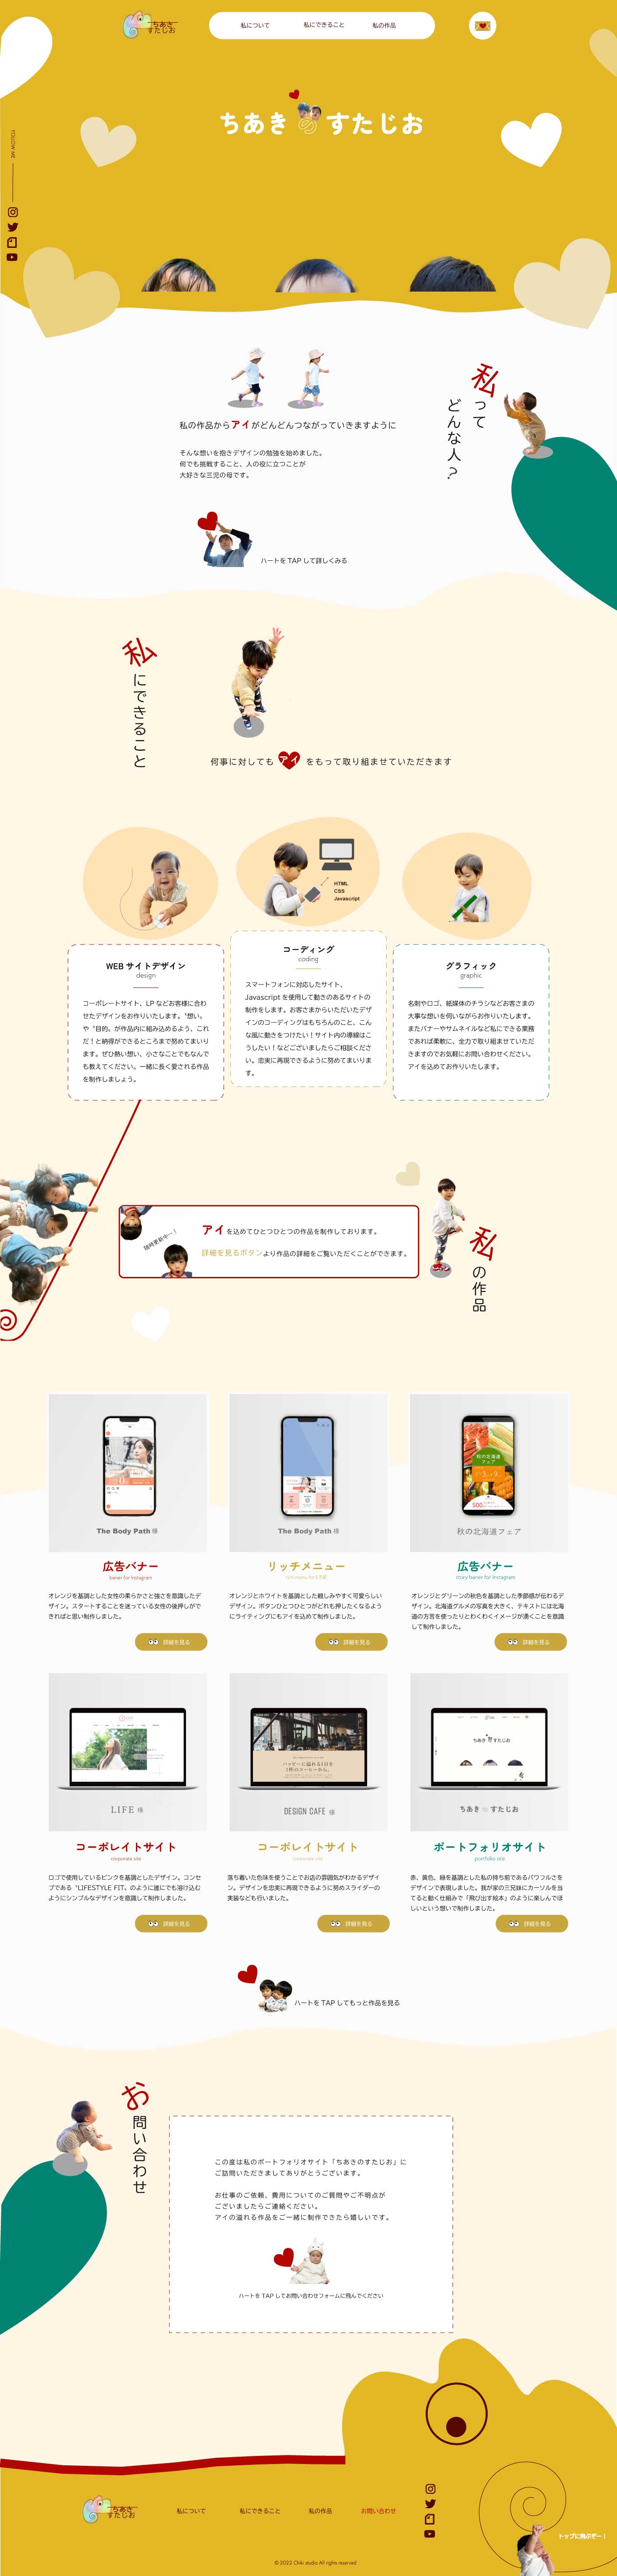 ちあき
すたじお
私について
私にできること
私の作品
ちあき の すたじお
FOLLOW ME
私って
どんな人?
私の作品からアイがどんどんつながっていきますように
そんな想いを抱きデザインの勉強を始めました。
何でも挑戦すること、人の役に立つことが
大好きな三児の母です。
ハートをTAPして詳しくみる
私にできること
何事に対しても アイ をもって取り組ませていただきます
HTML
CSS
Javascript
WEBサイトデザイン
design
コーポレートサイト、LPなどお客様に合わ
せたデザインをお作りいたします。〝想い〟
や〝目的〟が作品内に組み込めるよう、これ
だ！と納得ができるところまで努めてまいり
ます。ぜひ熱い想い、小さなことでもなんで
も教えてください。一緒に長く愛される作品
を制作しましょう。
コーディング
coding
スマートフォンに対応したサイト、
Javascriptを使用して動きのあるサイトの
制作をします。お客さまからいただいたデザ
インのコーディングはもちろんのこと、こん
な風に動きをつけたい！サイト内の導線はこ
うしたい！などございましたらご相談くださ
い。忠実に再現できるように努めてまいりま
す。
グラフィック
graphic
名刺やロゴ、紙媒体のチラシなどお客さまの
大事な想いを伺いながらお作りいたします。
またバナーやサムネイルなど私にできる業務
であれば柔軟に、全力で取り組ませていただ
きますのでお気軽にお問い合わせください。
アイを込めてお作りいたします。
随時更新中…！
アイを込めてひとつひとつの作品を制作しております。
詳細を見るボタンより作品の詳細をご覧いただくことができます。
私の作品
The Body Path 様
広告バナー
baner for Instagram
オレンジを基調とした女性の柔らかさと強さを意識したデ
ザイン。スタートすることを迷っている女性の後押しがで
きればと思い制作しました。
詳細を見る
The Body Path 様
リッチメニュー
オレンジとホワイトを基調とした親しみやすく可愛らしい
デザイン。ボタンひとつひとつがどれも押したくなるよう
にライティングにもアイを込めて制作しました。
詳細を見る
秋の北海道
フェア
秋の北海道フェア
広告バナー
story baner for Instagram
オレンジとグリーンの秋色を基調とした季節感が伝わるデ
ザイン。北海道グルメの写真を大きく、テキストには北海
道の方言を使ったりとわくわくイメージが湧くことを意識
して制作しました。
詳細を見る
LIFE 様
コーポレイトサイト
corporate site
ロゴで使用しているピンクを基調としたデザイン。コンセ
プである〝LIFESTYLE FIT〟のように誰にでも溶け込む
ようにシンプルなデザインを意識して制作しました。
詳細を見る
ハッピーに溢れる1日を
1杯のコーヒーから。
DESIGN CAFE 様
コーポレイトサイト
corporate site
落ち着いた色味を使うことでお店の雰囲気がわかるデザイ
ン。デザインを忠実に再現できるように努めスライダーの
実装なども行いました。
詳細を見る
ちあき の すたじお
ちあき の すたじお
ポートフォリオサイト
portfolio site
赤、黄色、緑を基調とした私の持ち前であるパワフルさを
デザインで表現しました。我が家の三兄妹にカーソルを当
てると動く仕組みで「飛び出す絵本」のように楽しんでほ
しいという想いで制作しました。
詳細を見る
ハートをTAPしてもっと作品を見る
お問い合わせ
この度は私のポートフォリオサイト「ちあきのすたじお」に
ご訪問いただきましてありがとうございます。
お仕事のご依頼、費用についてのご質問やご不明点が
ございましたらご連絡ください。
アイの溢れる作品をご一緒に制作できたら嬉しいです。
ハートをTAPしてお問い合わせフォームに飛んでください
ちあき
すたじお
私について
私にできること
私の作品
お問い合わせ
トップに飛ぶぞー！
© 2022 Chiki studio All rights reserved